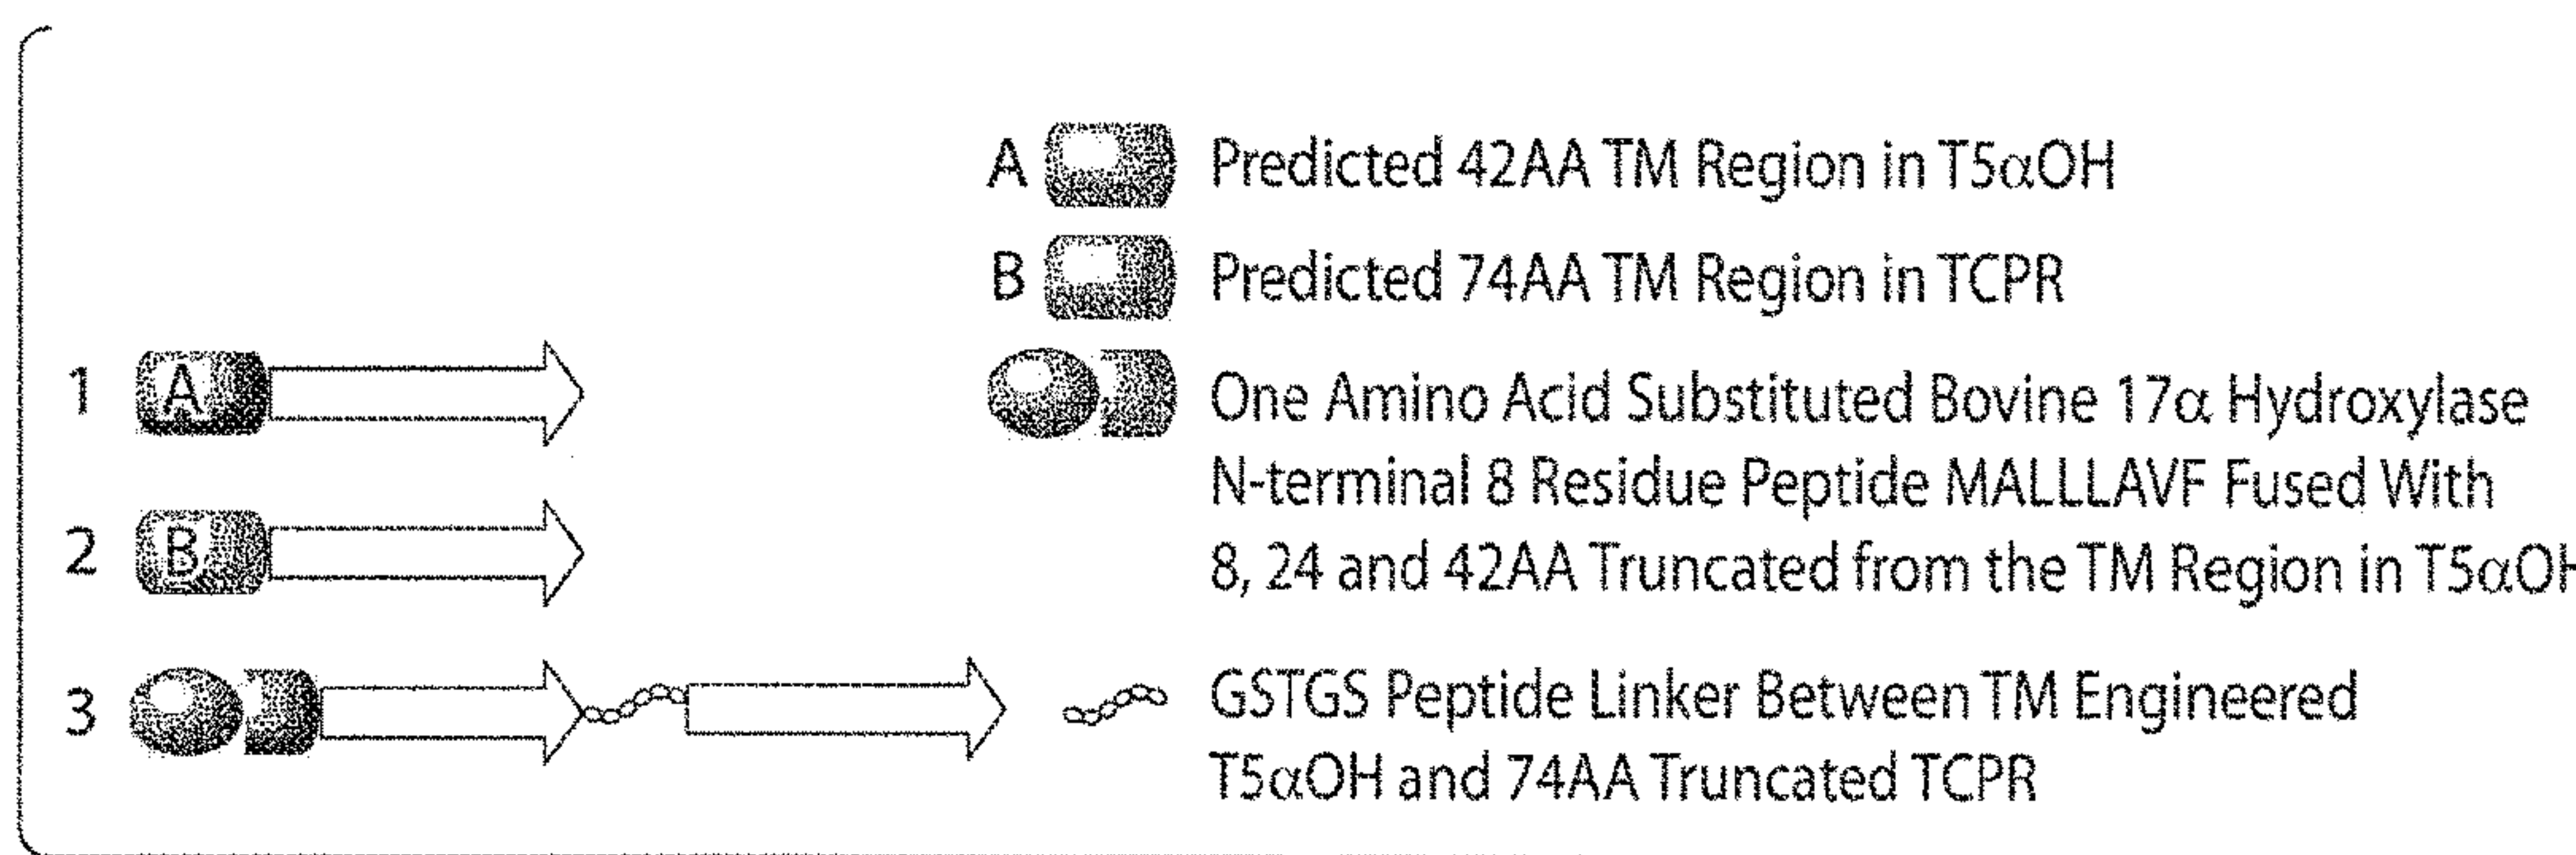 A Predicted 42AA TM Region in T5αOH
B Predicted 74AA TM Region in TCPR
1 A
One Amino Acid Substituted Bovine 17α Hydroxylase
N-terminal 8 Residue Peptide MALLLAVF Fused With
2 B
8, 24 and 42AA Truncated from the TM Region in T5αOH
3
GSTGS Peptide Linker Between TM Engineered
T5αOH and 74AA Truncated TCPR